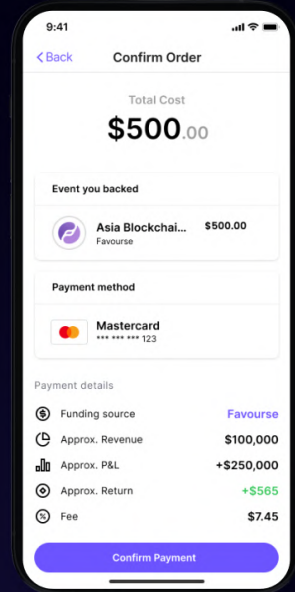 9:41
Back Confirm Order
Total Cost
$500.00
Event you backed
Asia Blockchai... $500.00
Favourse
Payment method
Mastercard
*** *** *** 123
Payment details
Funding source Favourse
Approx. Revenue $100,000
Approx. P&L +$250,000
Approx. Return +$565
Fee $7.45
Confirm Payment